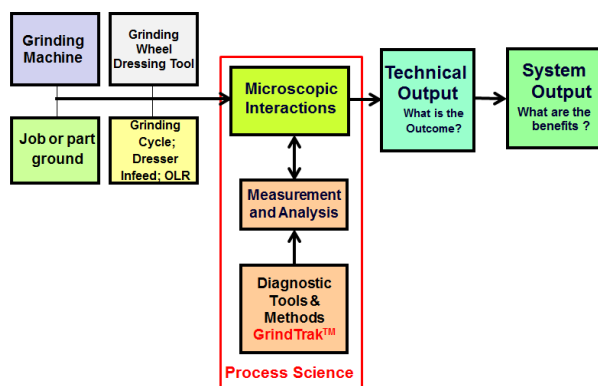 Grinding
Machine
Grinding
Wheel
Dressing Tool
Job or part
ground
Grinding
Cycle;
Dresser
Infeed; OLR
Microscopic
Interactions
Measurement
and Analysis
Diagnostic
Tools &
Methods
GrindTrak™
Process Science
Technical
Output
What is the
Outcome?
System
Output
What are the
benefits ?